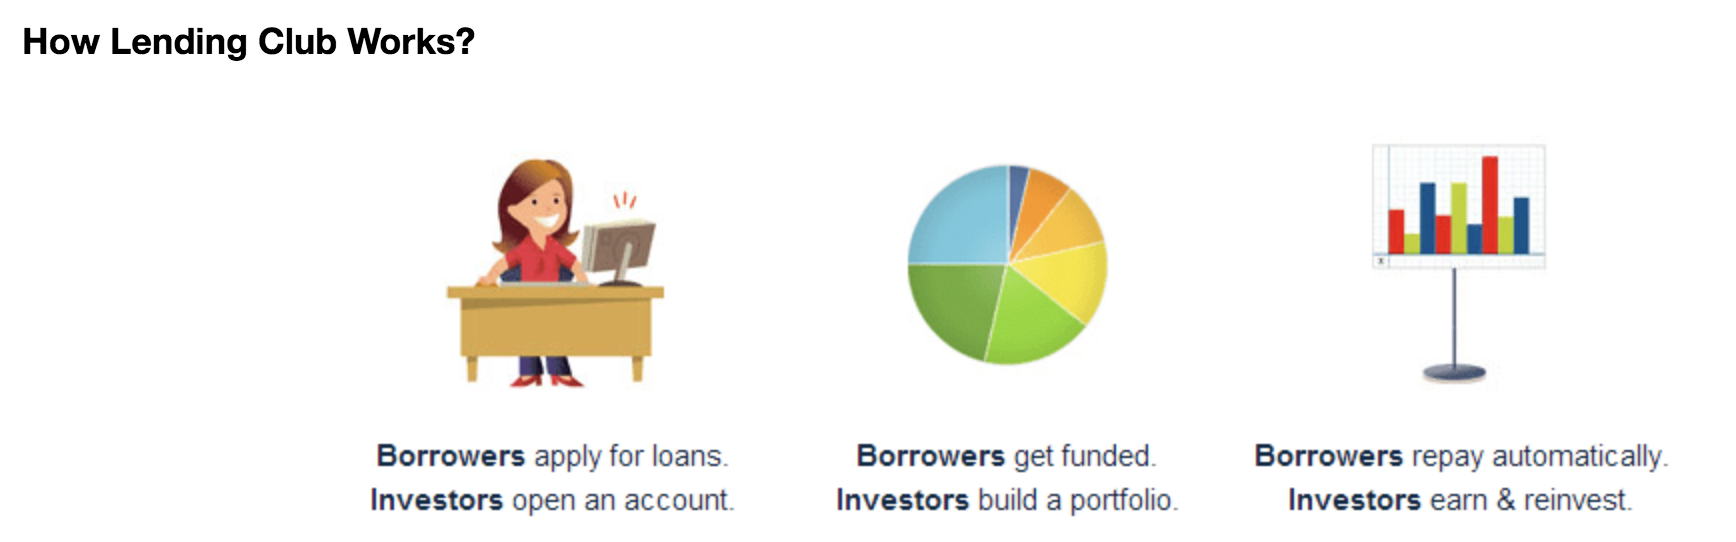 How Lending Club Works?
x
Borrowers apply for loans.
Investors open an account.
Borrowers get funded.
Investors build a portfolio.
Borrowers repay automatically.
Investors earn & reinvest.